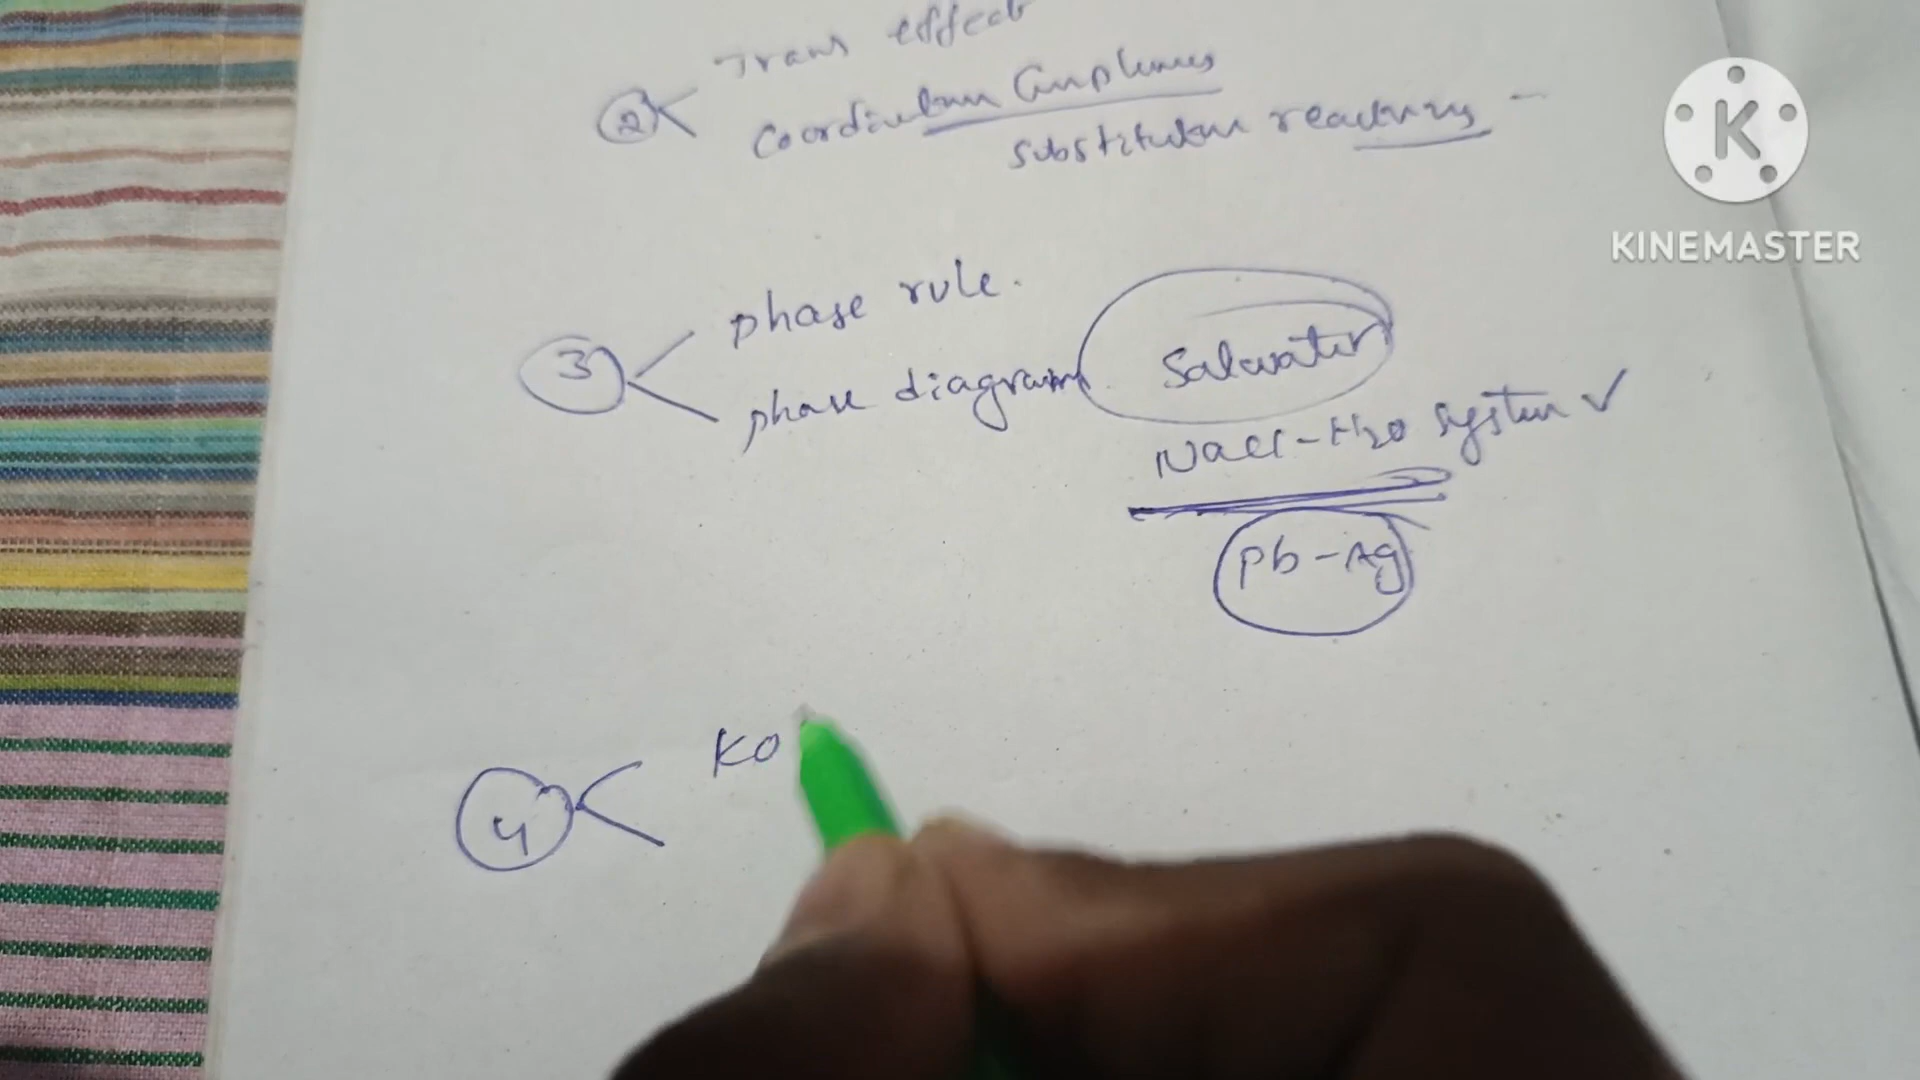 Trans effect
2
Coordination Complexes
substitution reactions -
K
KINEMASTER
phase rule.
3
phase diagram Saltwater
NaCl-H2O system ✓
Pb-Ag
4 Ko